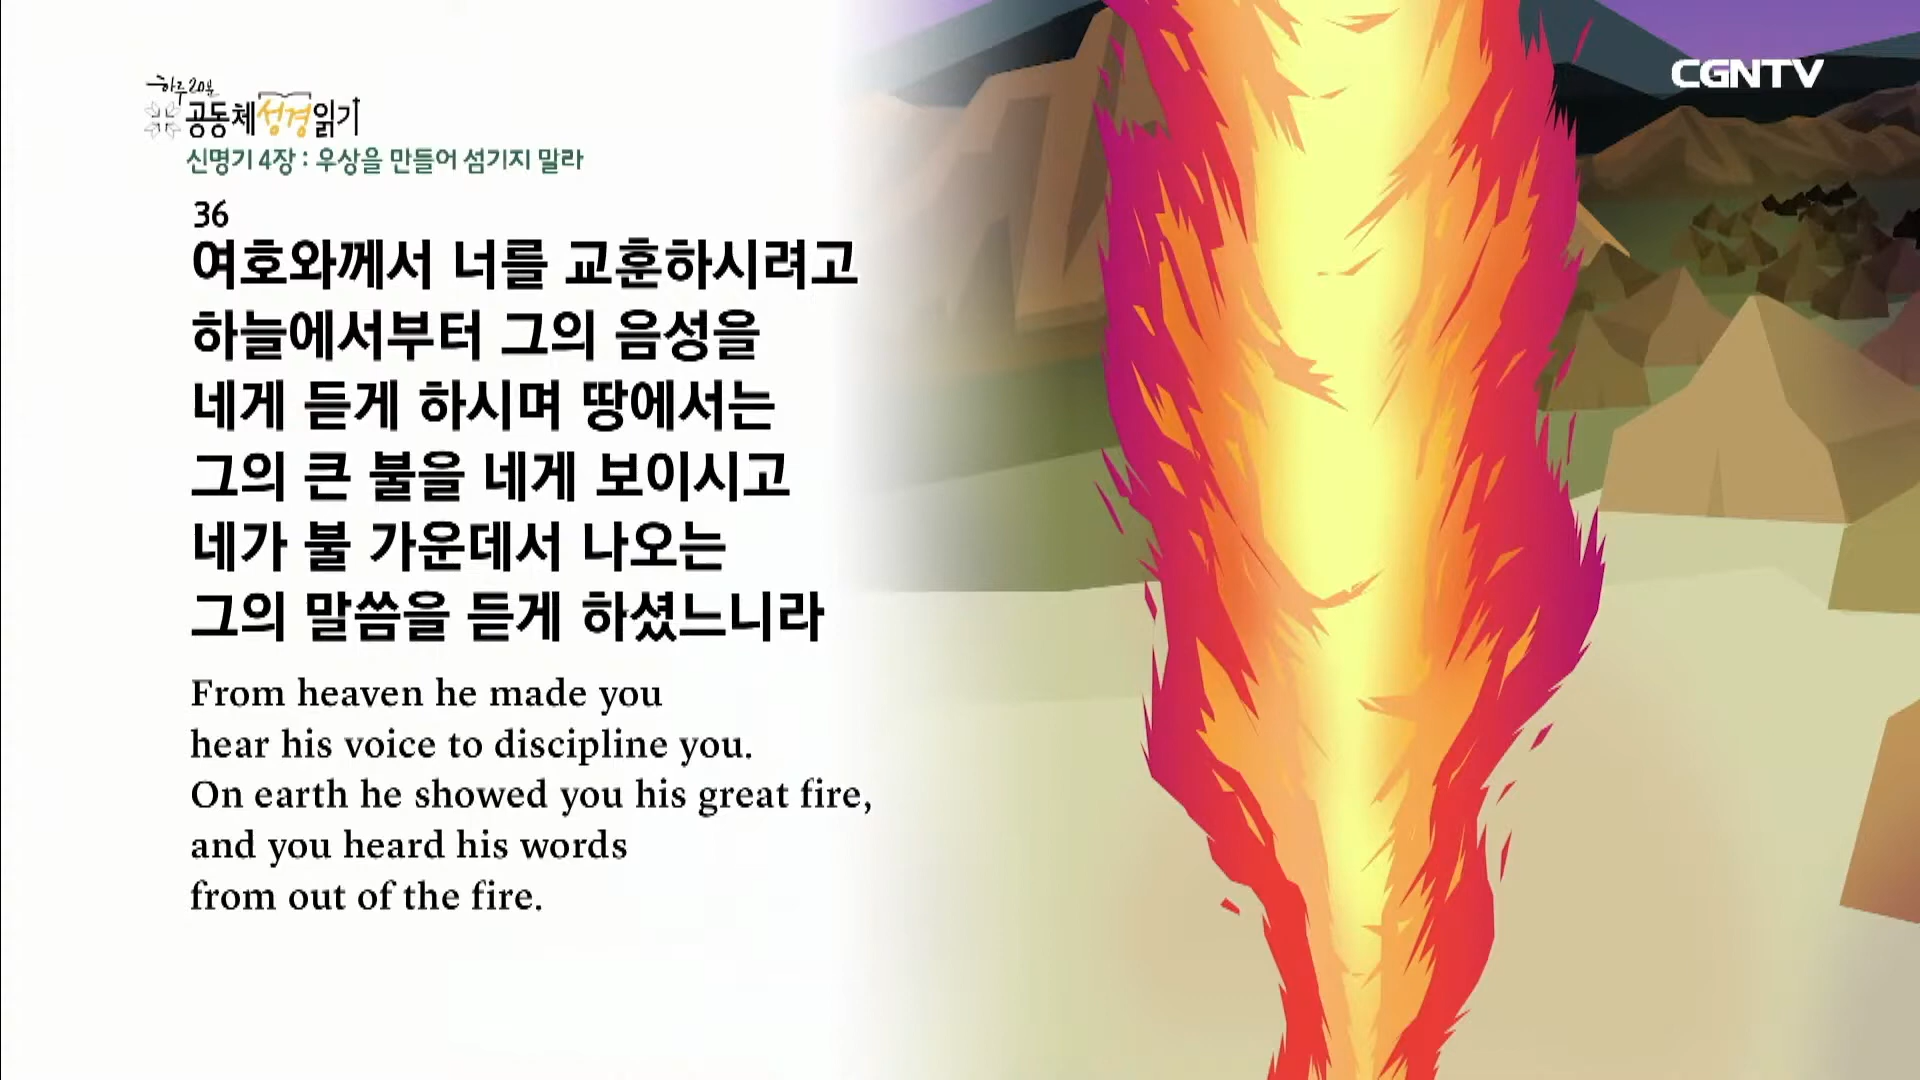 하루 20분
공동체성경읽기
CGNTV
신명기 4장 : 우상을 만들어 섬기지 말라
36
여호와께서 너를 교훈하시려고
하늘에서부터 그의 음성을
네게 듣게 하시며 땅에서는
그의 큰 불을 네게 보이시고
네가 불 가운데서 나오는
그의 말씀을 듣게 하셨느니라
From heaven he made you
hear his voice to discipline you.
On earth he showed you his great fire,
and you heard his words
from out of the fire.